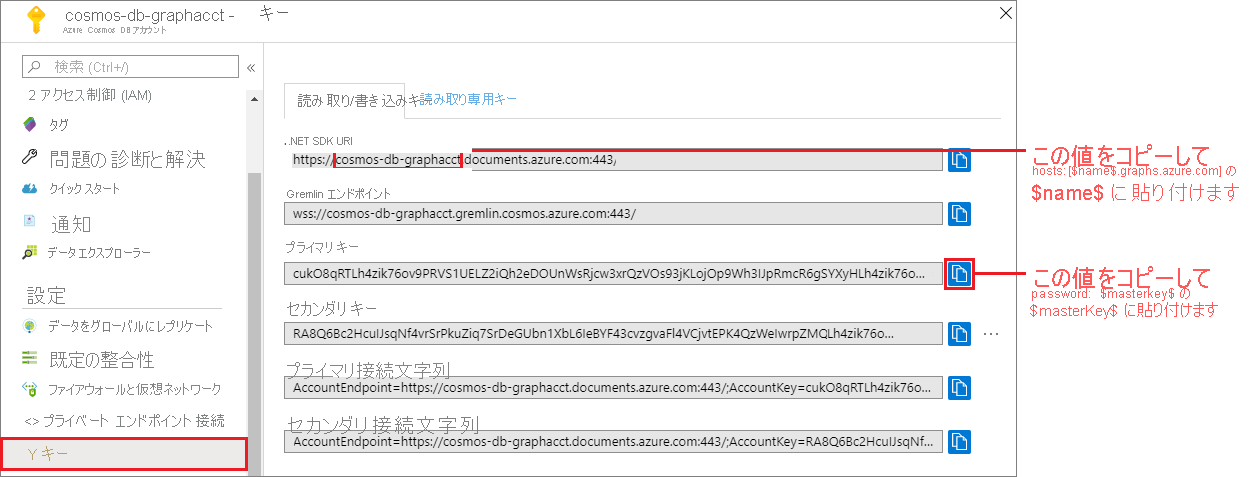 cosmos-db-graphacct - キー
Azure Cosmos DB アカウント
検索 (Ctrl+/)
2 アクセス制御 (IAM)
タグ
問題の診断と解決
クイック スタート
通知
データ エクスプローラー
設定
データをグローバルにレプリケート
既定の整合性
ファイアウォールと仮想ネットワーク
<> プライベート エンドポイント 接続
Y キー
読み取り/書き込みキ 読み取り専用キー
.NET SDK URI
https://cosmos-db-graphacct.documents.azure.com:443/
Gremlin エンドポイント
wss://cosmos-db-graphacct.gremlin.cosmos.azure.com:443/
プライマリ キー
cukO8qRTLh4zik76ov9PRVS1UELZ2iQh2eDOUnWsRjcw3xrQzVOs93jKLojOp9Wh3IJpRmcR6gSYXyHLh4zik76o...
セカンダリ キー
RA8Q6Bc2HcuIJsqNf4vrSrPkuZiq7SrDeGUbn1XbL6IeBYF43cvzgvaFl4VCjvtEPK4QzWeIwrpZMQLh4zik76o...
プライマリ接続文字列
AccountEndpoint=https://cosmos-db-graphacct.documents.azure.com:443/;AccountKey=cukO8qRTLh4zik76o...
セカンダリ接続文字列
AccountEndpoint=https://cosmos-db-graphacct.documents.azure.com:443/;AccountKey=RA8Q6Bc2HcuIJsqNf...
この値をコピーして
hosts: [$name$.graphs.azure.com] の
$name$ に貼り付けます
この値をコピーして
password: $masterkey$ の
$masterKey$ に貼り付けます